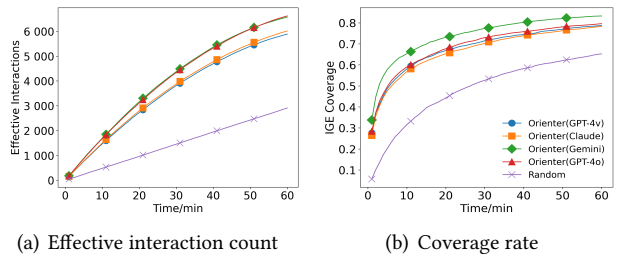 6 000
5 000
4 000
3 000
2 000
1 000
0
Effective Interactions
0 10 20 30 40 50 60
Time/min
(a) Effective interaction count
0.8
0.7
0.6
0.5
0.4
0.3
0.2
0.1
IGE Coverage
Orienter(GPT-4v)
Orienter(Claude)
Orienter(Gemini)
Orienter(GPT-4o)
Random
0 10 20 30 40 50 60
Time/min
(b) Coverage rate